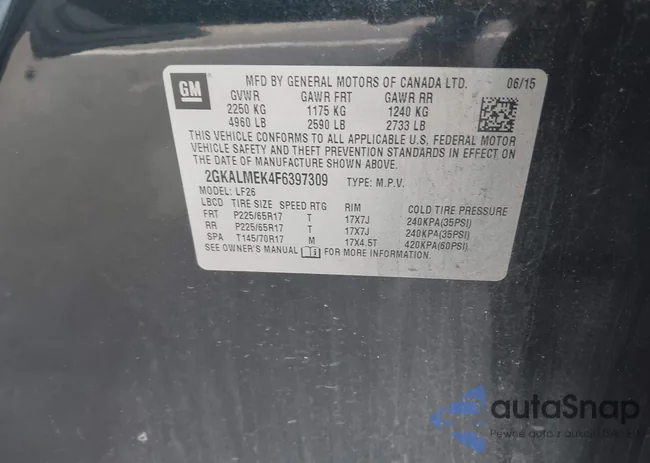 GM
MFD BY GENERAL MOTORS OF CANADA LTD. 06/15
GVWR GAWR FRT GAWR RR
2250 KG 1175 KG 1240 KG
4960 LB 2590 LB 2733 LB
THIS VEHICLE CONFORMS TO ALL APPLICABLE U.S. FEDERAL MOTOR
VEHICLE SAFETY AND THEFT PREVENTION STANDARDS IN EFFECT ON
THE DATE OF MANUFACTURE SHOWN ABOVE.
2GKALMEK4F6397309 TYPE: M.P.V.
MODEL: LF26
LBCD TIRE SIZE SPEED RTG RIM COLD TIRE PRESSURE
FRT P225/65R17 T 17X7J 240KPA(35PSI)
RR P225/65R17 T 17X7J 240KPA(35PSI)
SPA T145/70R17 M 17X4.5T 420KPA(60PSI)
SEE OWNER'S MANUAL FOR MORE INFORMATION.
autaSnap
Pewne auto z aukcji